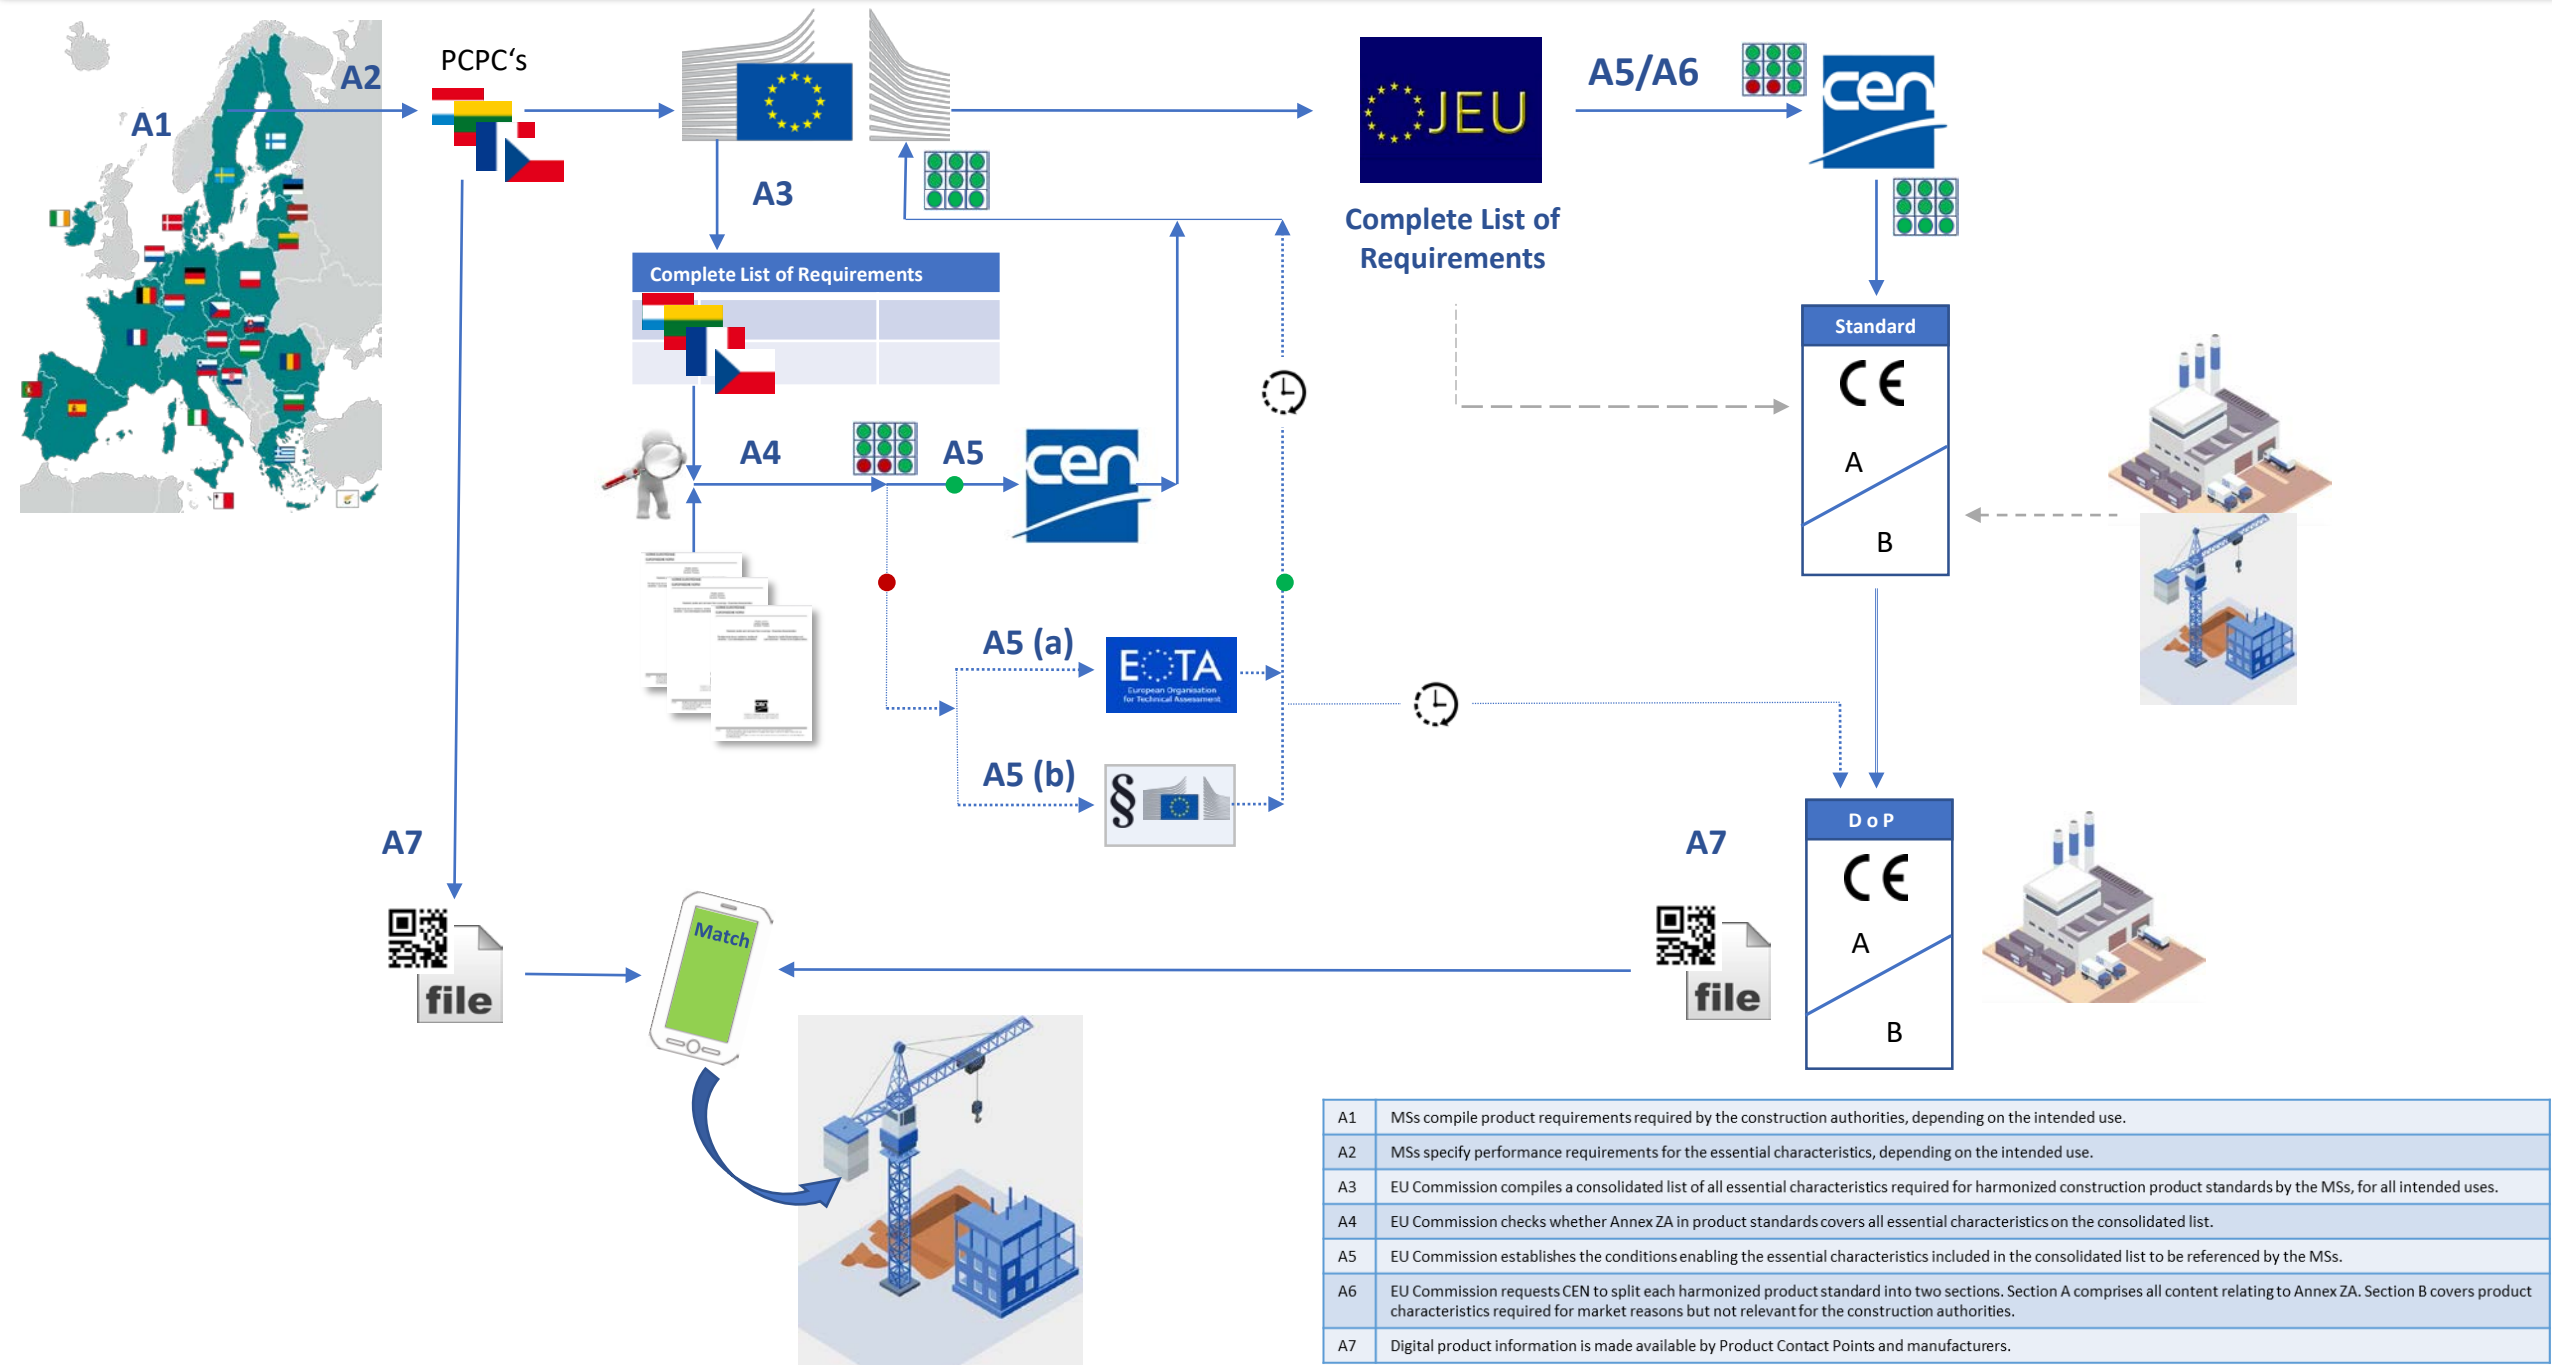 A1
A2
PCPC‘s
A3
JEU
Complete List of
Requirements
A5/A6
cen
Complete List of Requirements
Standard
CE
A
B
A4
A5
cen
A5 (a)
EOTA
European Organisation
for Technical Assessment
A5 (b)
§
cen
A7
file
Match
A7
file
DoP
CE
A
B
A1 MSs compile product requirements required by the construction authorities, depending on the intended use.
A2 MSs specify performance requirements for the essential characteristics, depending on the intended use.
A3 EU Commission compiles a consolidated list of all essential characteristics required for harmonized construction product standards by the MSs, for all intended uses.
A4 EU Commission checks whether Annex ZA in product standards covers all essential characteristics on the consolidated list.
A5 EU Commission establishes the conditions enabling the essential characteristics included in the consolidated list to be referenced by the MSs.
A6 EU Commission requests CEN to split each harmonized product standard into two sections. Section A comprises all content relating to Annex ZA. Section B covers product
characteristics required for market reasons but not relevant for the construction authorities.
A7 Digital product information is made available by Product Contact Points and manufacturers.